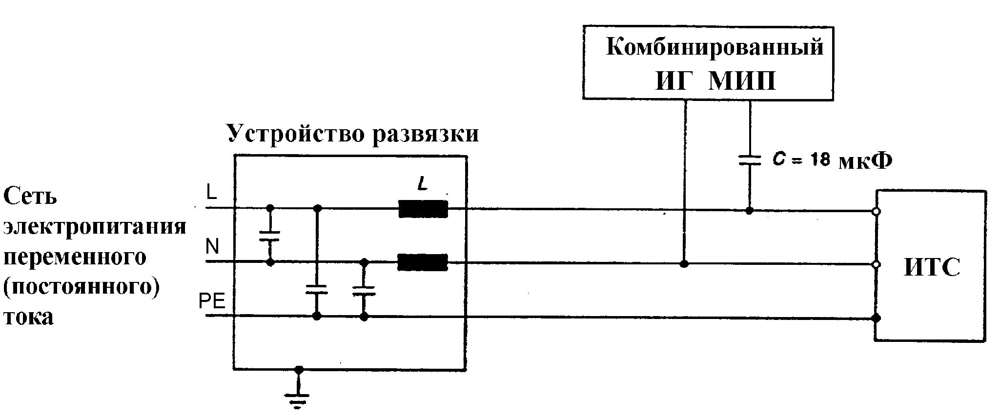 Комбинированный
ИГ МИП
Устройство развязки
C = 18 мкФ
L
L
Сеть
электропитания
переменного
(постоянного)
тока
N
PE
ИТС